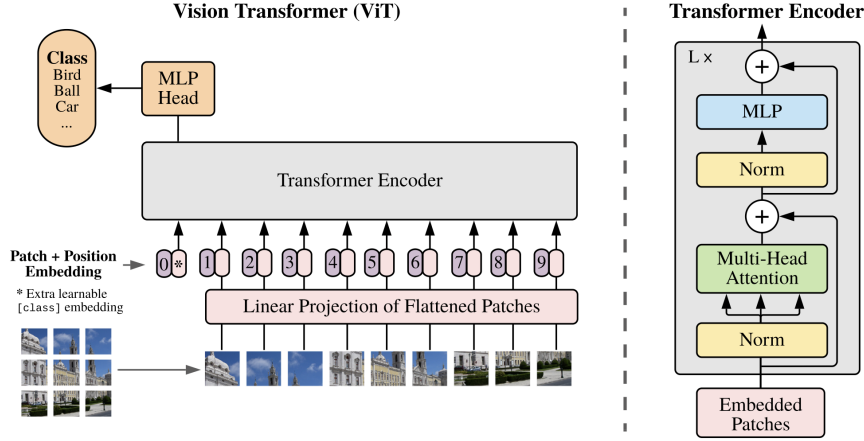 Vision Transformer (ViT)
Transformer Encoder
Class
Bird
Ball
Car
...
MLP
Head
Transformer Encoder
Patch + Position
Embedding
0 * 1 2 3 4 5 6 7 8 9
* Extra learnable
[class] embedding
Linear Projection of Flattened Patches
L x
+
MLP
Norm
+
Multi-Head
Attention
Norm
Embedded
Patches